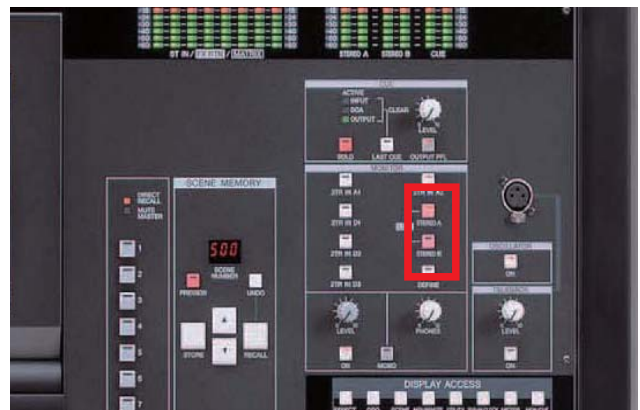 ST IN / FX RTN / MATRIX
STEREO A STEREO B CUE
CUE
ACTIVE
INPUT
DCA
OUTPUT
CLEAR
LEVEL
SOLO LAST CUE OUTPUT PFL
MONITOR
2TR IN A1
2TR IN A2
2TR IN D1
STEREO A
2TR IN D2
STEREO B
2TR IN D3
DEFINE
LEVEL
PHONES
ON
MONO
OSCILLATOR
ON
TALKBACK
LEVEL
ON
DIRECT
RECALL
MUTE
MASTER
1
2
3
4
5
6
7
SCENE MEMORY
500
SCENE
NUMBER
PREVIEW
UNDO
STORE
RECALL
DISPLAY ACCESS